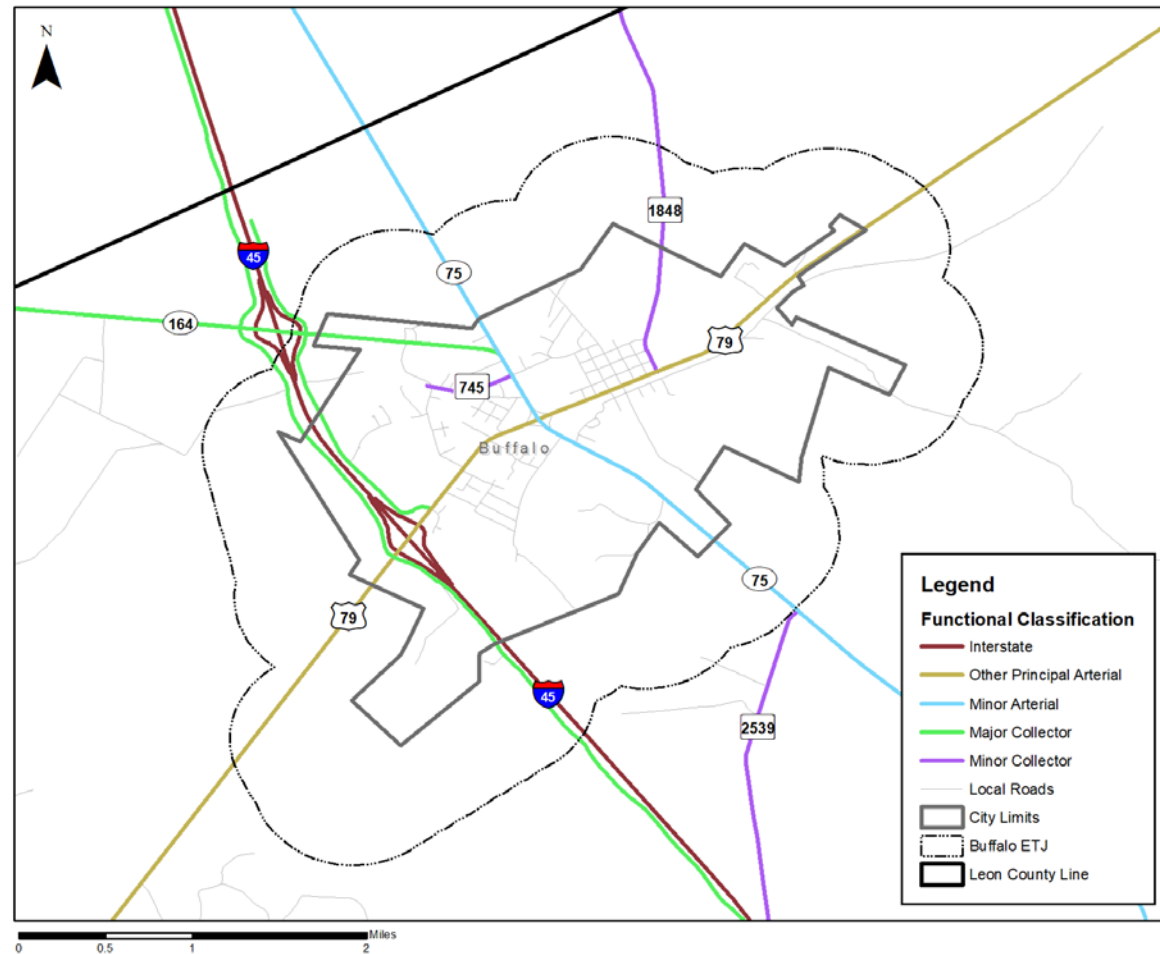 N
1848
45
75
164
79
745
Buffalo
75
79
45
2539
Legend
Functional Classification
Interstate
Other Principal Arterial
Minor Arterial
Major Collector
Minor Collector
Local Roads
City Limits
Buffalo ETJ
Leon County Line
Miles
0 0.5 1 2